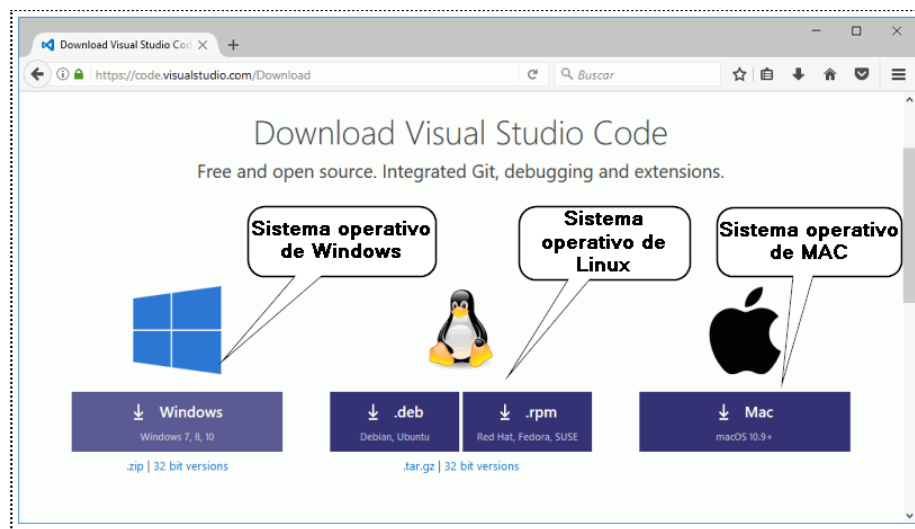 Download Visual Studio Cod
https://code.visualstudio.com/Download
Buscar
Download Visual Studio Code
Free and open source. Integrated Git, debugging and extensions.
Sistema operativo
de Windows
Sistema
operativo de
Linux
Sistema operativo
de MAC
Windows
Windows 7, 8, 10
.deb
Debian, Ubuntu
.rpm
Red Hat, Fedora, SUSE
Mac
macOS 10.9+
.zip | 32 bit versions
.tar.gz | 32 bit versions